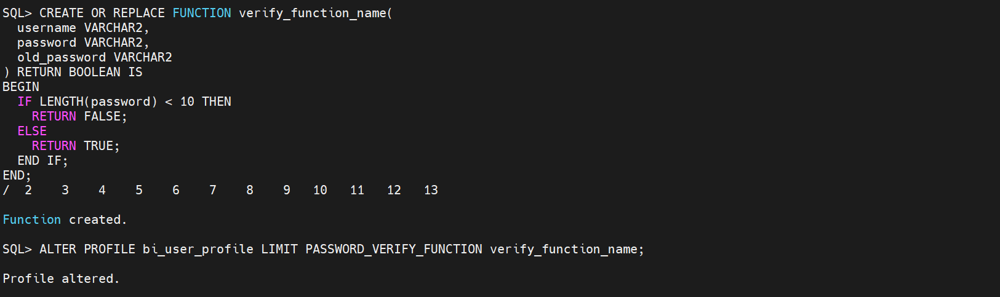 SQL> CREATE OR REPLACE FUNCTION verify_function_name(
  username VARCHAR2,
  password VARCHAR2,
  old_password VARCHAR2
) RETURN BOOLEAN IS
BEGIN
  IF LENGTH(password) < 10 THEN
    RETURN FALSE;
  ELSE
    RETURN TRUE;
  END IF;
END;
/  2    3    4    5    6    7    8    9   10   11   12   13
Function created.
SQL> ALTER PROFILE bi_user_profile LIMIT PASSWORD_VERIFY_FUNCTION verify_function_name;
Profile altered.